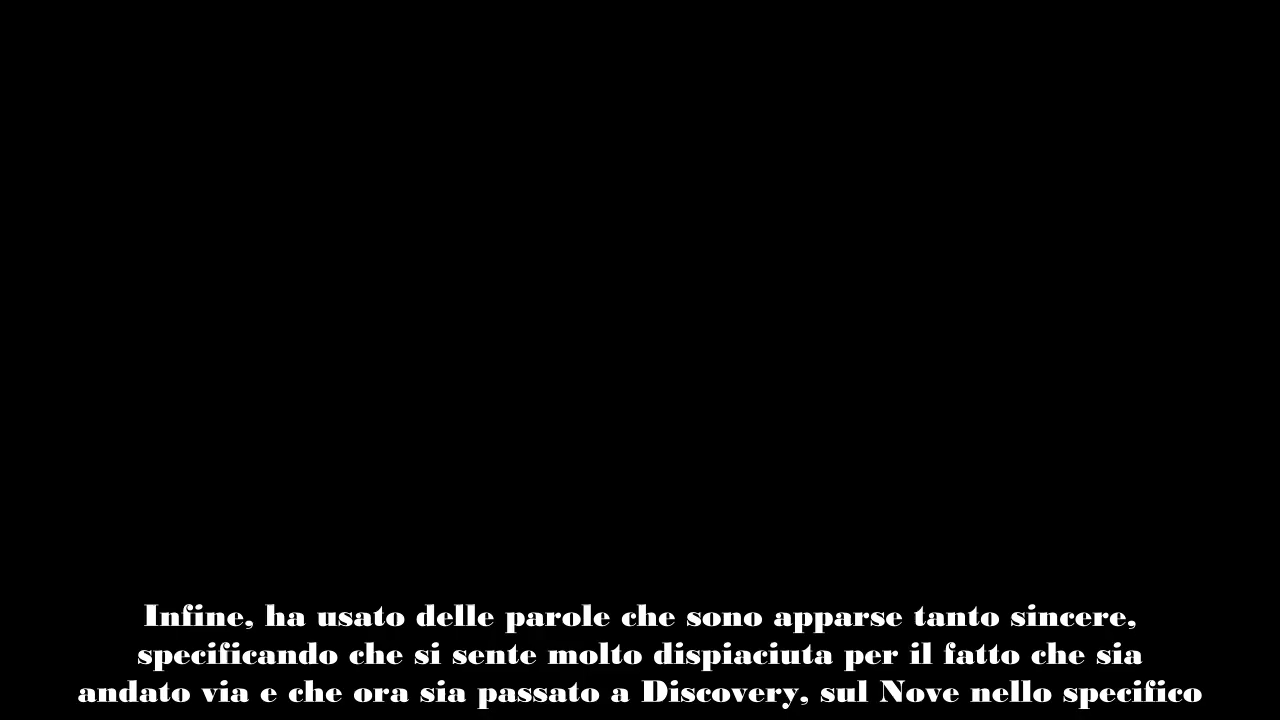 Infine, ha usato delle parole che sono apparse tanto sincere,
specificando che si sente molto dispiaciuta per il fatto che sia
andato via e che ora sia passato a Discovery, sul Nove nello specifico